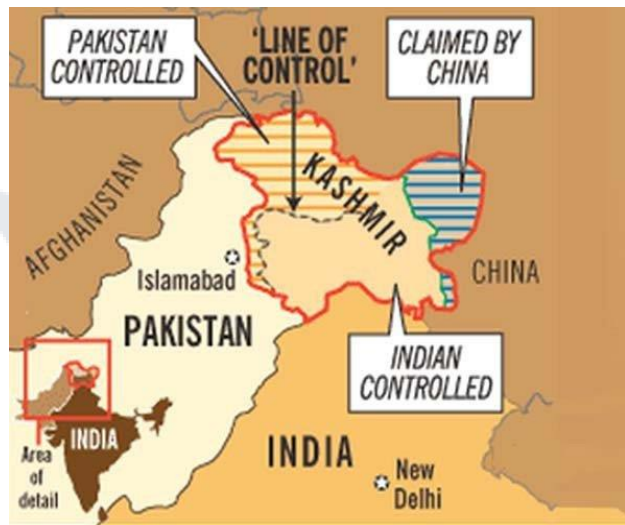 PAKISTAN
CONTROLLED
'LINE OF
CONTROL'
CLAIMED BY
CHINA
KASHMIR
AFGHANISTAN
Islamabad
CHINA
PAKISTAN
INDIAN
CONTROLLED
INDIA
Area
of
detail
INDIA
New
Delhi